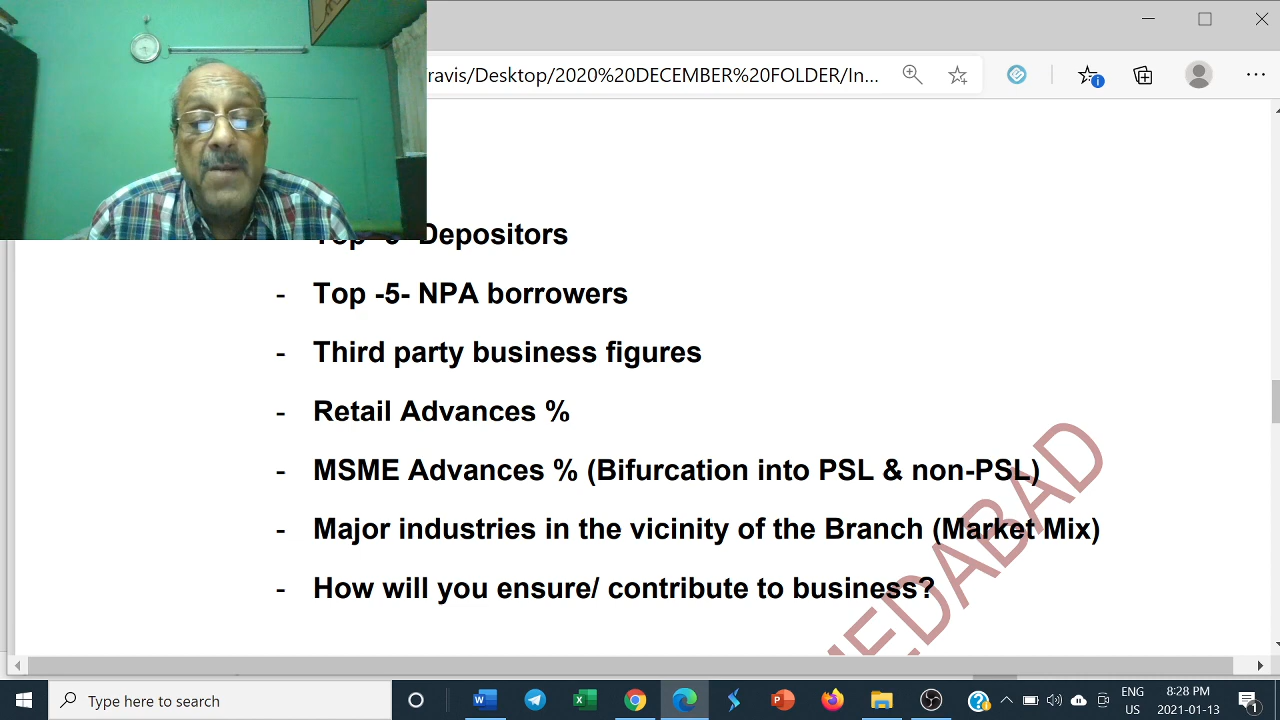 ravis/Desktop/2020%20DECEMBER%20FOLDER/In...
Depositors
- Top -5- NPA borrowers
- Third party business figures
- Retail Advances %
- MSME Advances % (Bifurcation into PSL & non-PSL)
- Major industries in the vicinity of the Branch (Market Mix)
- How will you ensure/ contribute to business?
EDABAD
Type here to search
ENG
US
8:28 PM
2021-01-13
1